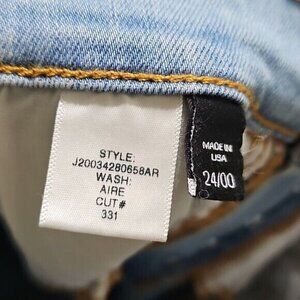 STYLE:
J20034280658AR
WASH:
AIRE
CUT#
331
MADE IN
USA
24/00